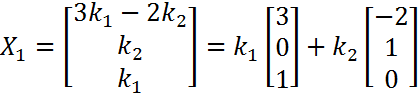 X₁ = [3k₁ − 2k₂; k₂; k₁] = k₁ [3; 0; 1] + k₂ [−2; 1; 0]